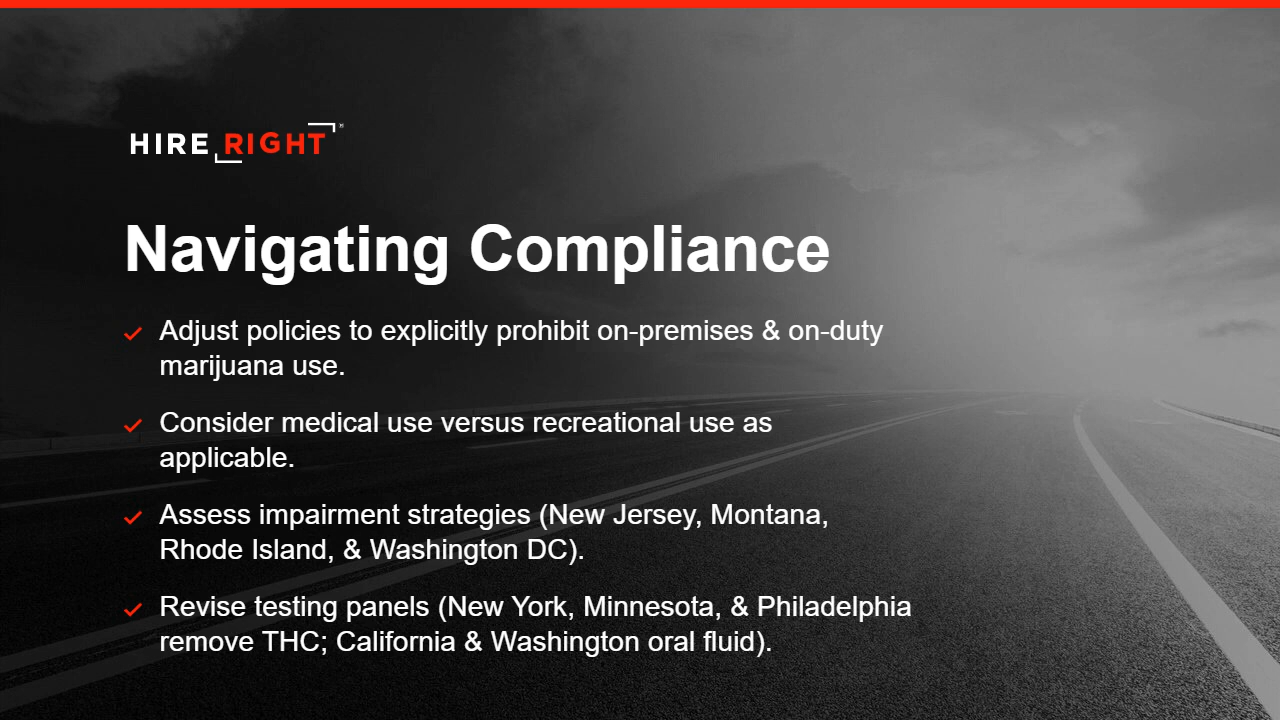 HIRE RIGHT
Navigating Compliance
Adjust policies to explicitly prohibit on-premises & on-duty
marijuana use.
Consider medical use versus recreational use as
applicable.
Assess impairment strategies (New Jersey, Montana,
Rhode Island, & Washington DC).
Revise testing panels (New York, Minnesota, & Philadelphia
remove THC; California & Washington oral fluid).